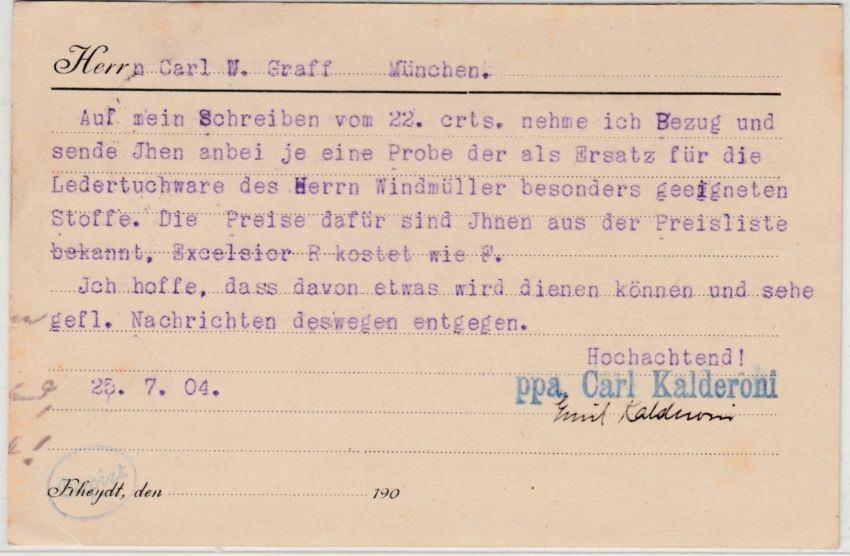 Herrn Carl W. Graff München.
Auf mein Schreiben vom 22. crts. nehme ich Bezug und
sende Jhen anbei je eine Probe der als Ersatz für die
Ledertuchware des Herrn Windmüller besonders geeigneten
Stoffe. Die Preise dafür sind Jhnen aus der Preisliste
bekannt, Excelsior R kostet wie F.
Jch hoffe, dass davon etwas wird dienen können und sehe
gefl. Nachrichten deswegen entgegen.
Hochachtend!
25. 7. 04.
ppa. Carl Kalderoni
Emil Kalderoni
Rheydt, den 190